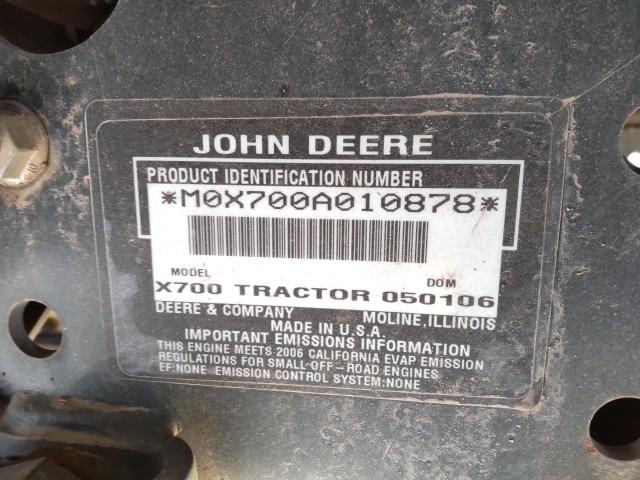 JOHN DEERE
PRODUCT IDENTIFICATION NUMBER
*M0X700A010878*
MODEL DOM
X700 TRACTOR 050106
DEERE & COMPANY MOLINE, ILLINOIS
MADE IN U.S.A.
IMPORTANT EMISSIONS INFORMATION
THIS ENGINE MEETS 2006 CALIFORNIA EVAP EMISSION
REGULATIONS FOR SMALL OFF-ROAD ENGINES
EF:NONE EMISSION CONTROL SYSTEM:NONE